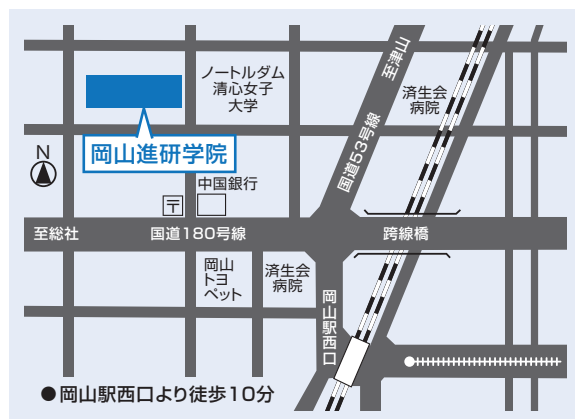 ノートルダム
清心女子
大学
至津山
済生会
病院
国道53号線
岡山進研学院
N
中国銀行
〒
至総社
国道180号線
跨線橋
岡山
トヨ
ペット
済生会
病院
岡山駅西口
●岡山駅西口より徒歩10分